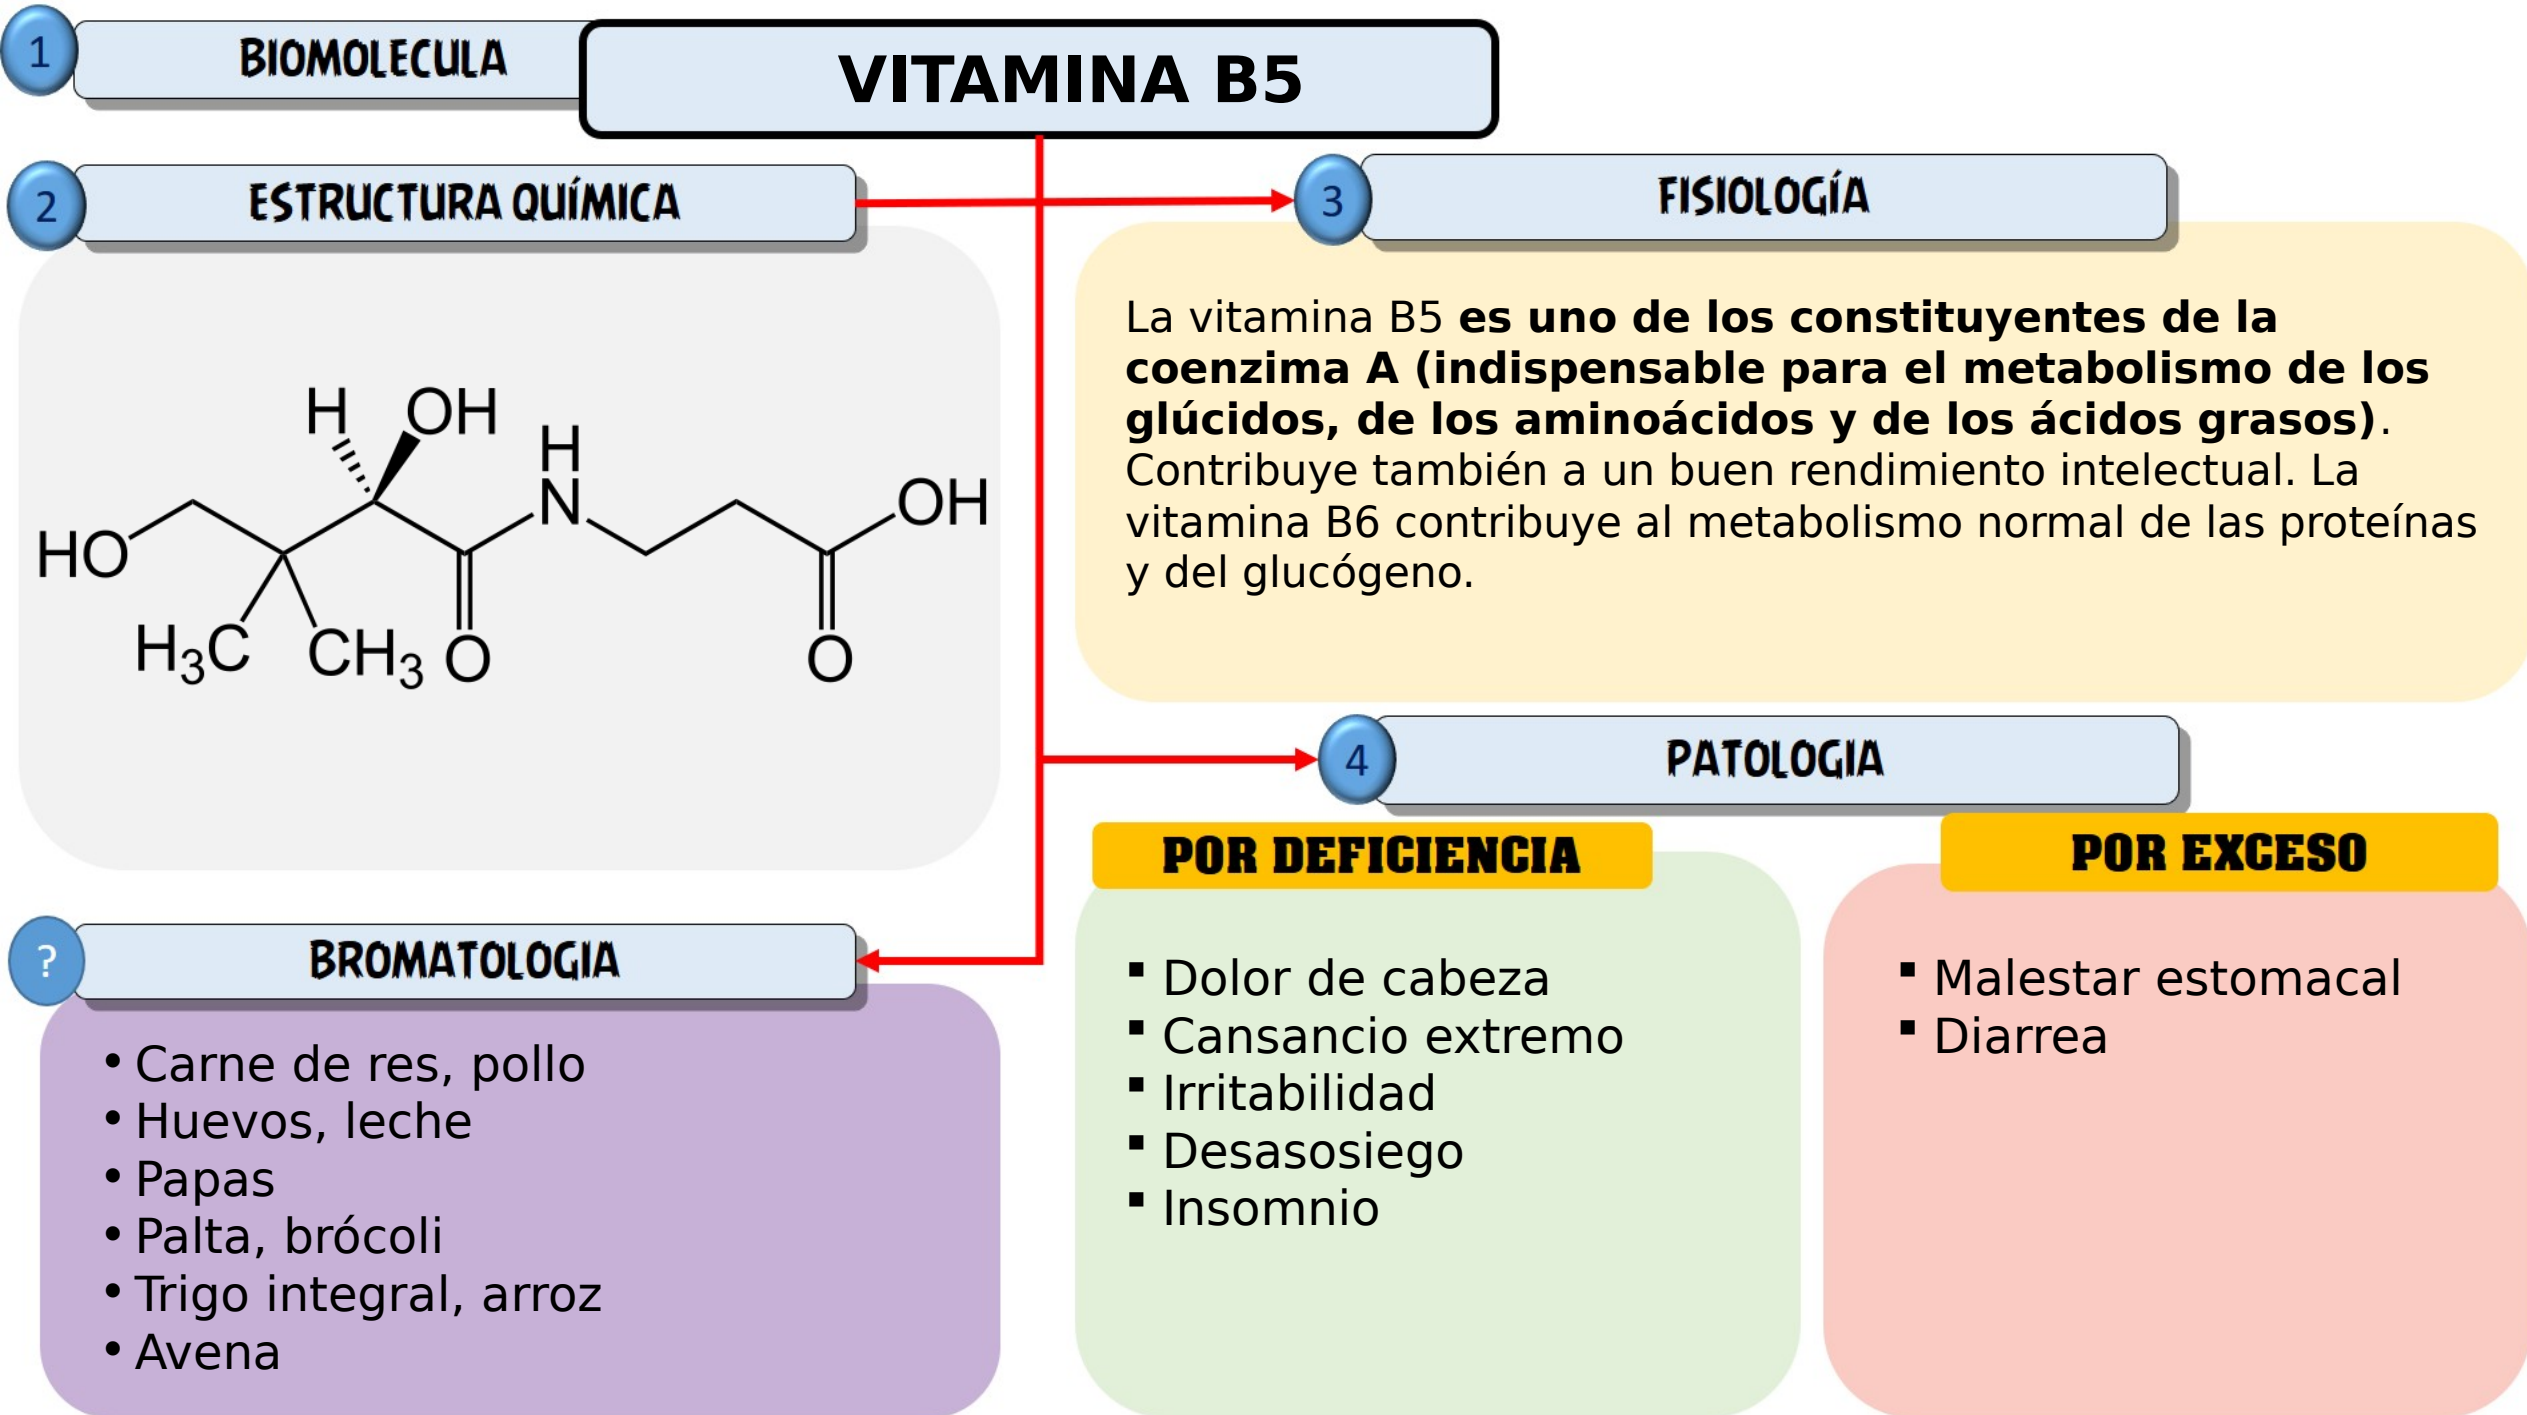 1
BIOMOLECULA
VITAMINA B5
2
ESTRUCTURA QUÍMICA
H
OH
H
N
OH
HO
H₃C
CH₃
O
O
3
FISIOLOGÍA
La vitamina B5 es uno de los constituyentes de la
coenzima A (indispensable para el metabolismo de los
glúcidos, de los aminoácidos y de los ácidos grasos).
Contribuye también a un buen rendimiento intelectual. La
vitamina B6 contribuye al metabolismo normal de las proteínas
y del glucógeno.
4
PATOLOGIA
POR DEFICIENCIA
▪ Dolor de cabeza
▪ Cansancio extremo
▪ Irritabilidad
▪ Desasosiego
▪ Insomnio
POR EXCESO
▪ Malestar estomacal
▪ Diarrea
?
BROMATOLOGIA
• Carne de res, pollo
• Huevos, leche
• Papas
• Palta, brócoli
• Trigo integral, arroz
• Avena